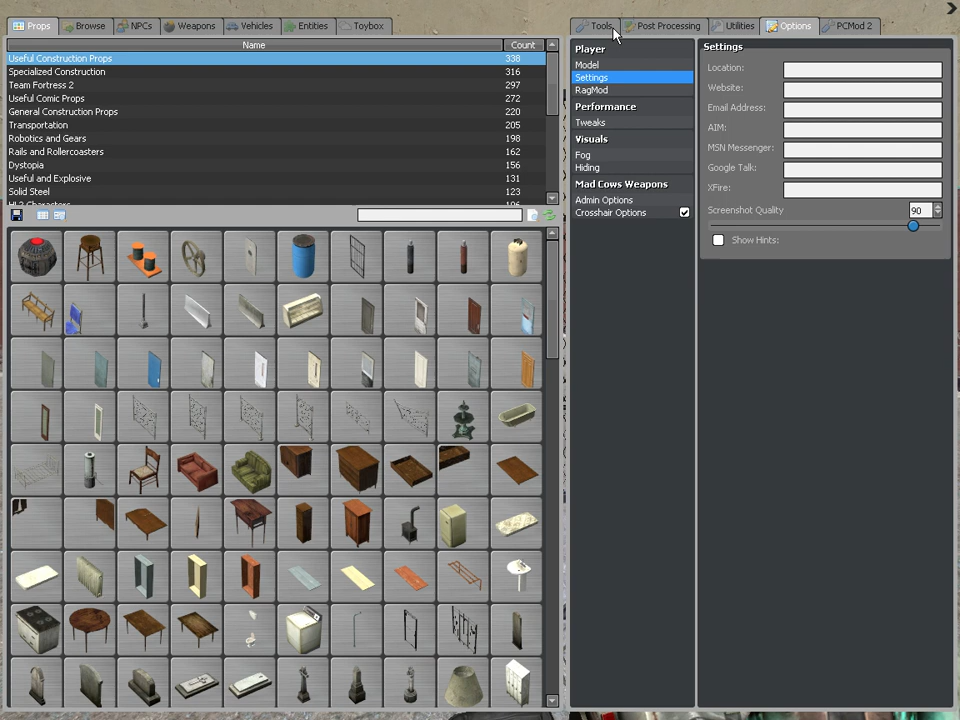 Props Browse NPCs Weapons Vehicles Entities Toybox
Tools Post Processing Utilities Options PCMod 2
Name Count
Useful Construction Props 338
Specialized Construction 316
Team Fortress 2 297
Useful Comic Props 272
General Construction Props 220
Transportation 205
Robotics and Gears 198
Rails and Rollercoasters 162
Dystopia 156
Useful and Explosive 131
Solid Steel 123
HL2 Characters 106
Player
Model
Settings
RagMod
Performance
Tweaks
Visuals
Fog
Hiding
Mad Cows Weapons
Admin Options
Crosshair Options
Settings
Location:
Website:
Email Address:
AIM:
MSN Messenger:
Google Talk:
XFire:
Screenshot Quality 90
Show Hints: